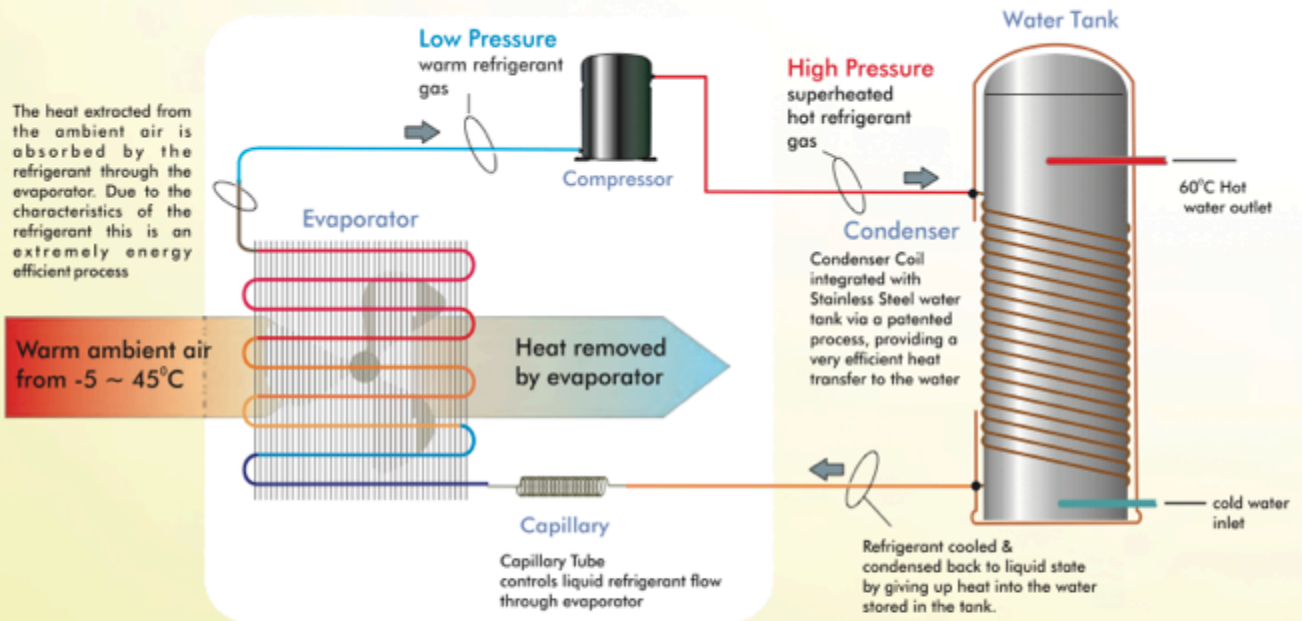 Water Tank
Low Pressure
warm refrigerant
gas
High Pressure
superheated
hot refrigerant
gas
The heat extracted from
the ambient air is
absorbed by the
refrigerant through the
evaporator. Due to the
characteristics of the
refrigerant this is an
extremely energy
efficient process
Compressor
60°C Hot
water outlet
Evaporator
Condenser
Condenser Coil
integrated with
Stainless Steel water
tank via a patented
process, providing a
very efficient heat
transfer to the water
Warm ambient air
from -5 ~ 45°C
Heat removed
by evaporator
cold water
inlet
Capillary
Capillary Tube
controls liquid refrigerant flow
through evaporator
Refrigerant cooled &
condensed back to liquid state
by giving up heat into the water
stored in the tank.